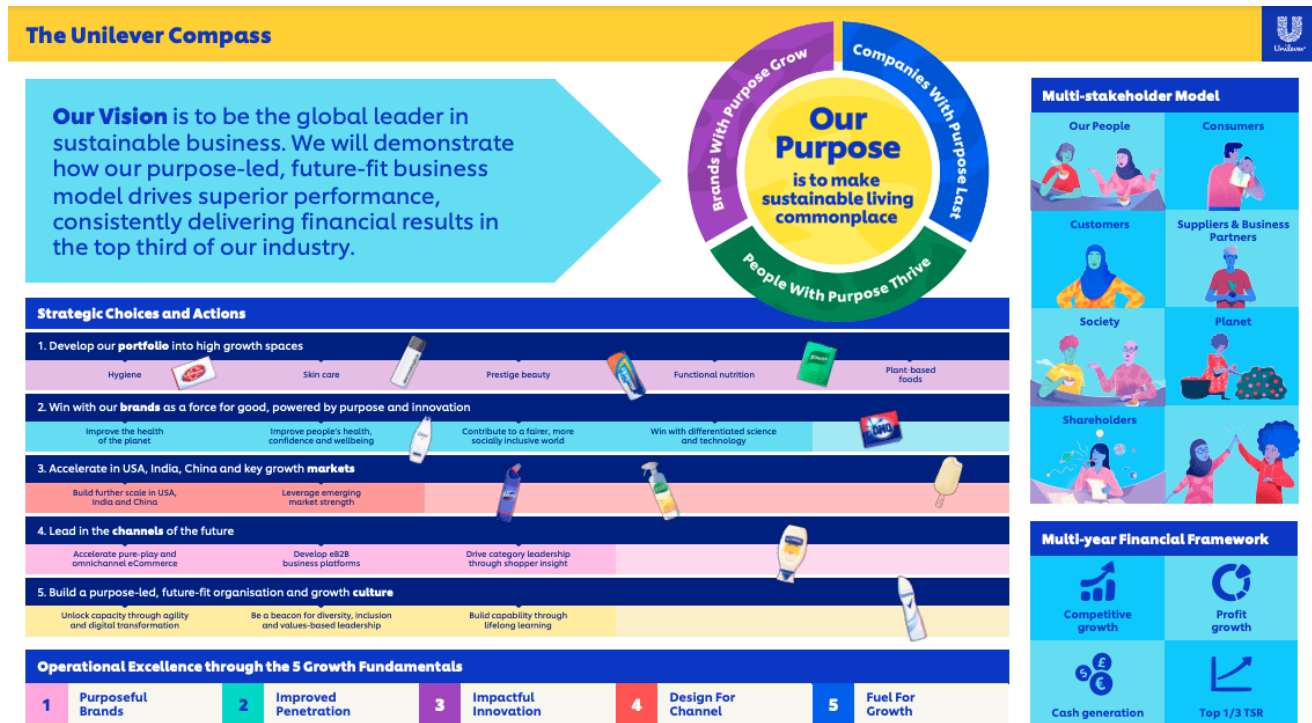 The Unilever Compass
Unilever
Our Vision is to be the global leader in
sustainable business. We will demonstrate
how our purpose-led, future-fit business
model drives superior performance,
consistently delivering financial results in
the top third of our industry.
Brands With Purpose Grow
Companies With Purpose Last
People With Purpose Thrive
Our
Purpose
is to make
sustainable living
commonplace
Strategic Choices and Actions
1. Develop our portfolio into high growth spaces
Hygiene
Skin care
Prestige beauty
Functional nutrition
Plant-based
foods
2. Win with our brands as a force for good, powered by purpose and innovation
Improve the health
of the planet
Improve people's health,
confidence and wellbeing
Contribute to a fairer, more
socially inclusive world
Win with differentiated science
and technology
OMO
3. Accelerate in USA, India, China and key growth markets
Build further scale in USA,
India and China
Leverage emerging
market strength
4. Lead in the channels of the future
Accelerate pure-play and
omnichannel eCommerce
Develop eB2B
business platforms
Drive category leadership
through shopper insight
5. Build a purpose-led, future-fit organisation and growth culture
Unlock capacity through agility
and digital transformation
Be a beacon for diversity, inclusion
and values-based leadership
Build capability through
lifelong learning
Operational Excellence through the 5 Growth Fundamentals
1 Purposeful
Brands
2 Improved
Penetration
3 Impactful
Innovation
4 Design For
Channel
5 Fuel For
Growth
Multi-stakeholder Model
Our People
Consumers
Customers
Suppliers & Business
Partners
Society
Planet
Shareholders
Multi-year Financial Framework
Competitive
growth
Profit
growth
$ £ €
Cash generation
Top 1/3 TSR